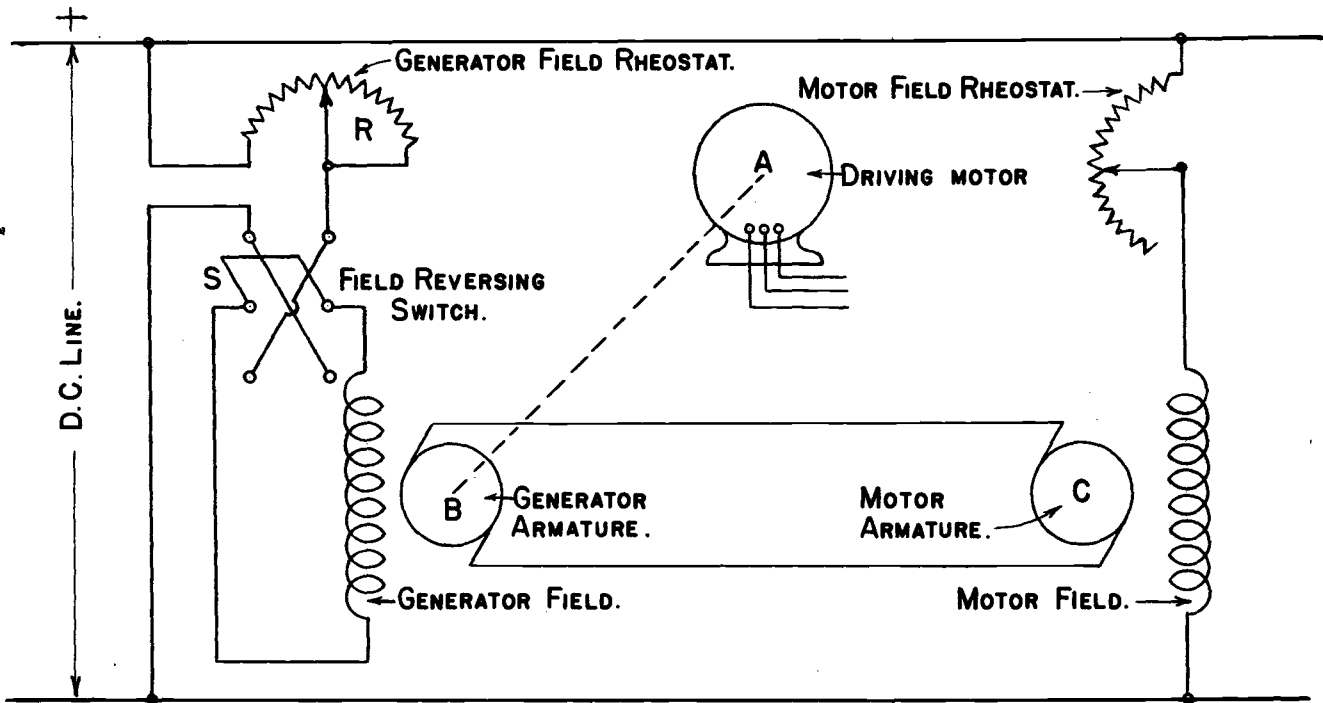 +
GENERATOR FIELD RHEOSTAT.
MOTOR FIELD RHEOSTAT.
R
A
DRIVING MOTOR
S
FIELD REVERSING
SWITCH.
D.C. LINE.
B
GENERATOR
ARMATURE.
MOTOR
ARMATURE.
C
GENERATOR FIELD.
MOTOR FIELD.